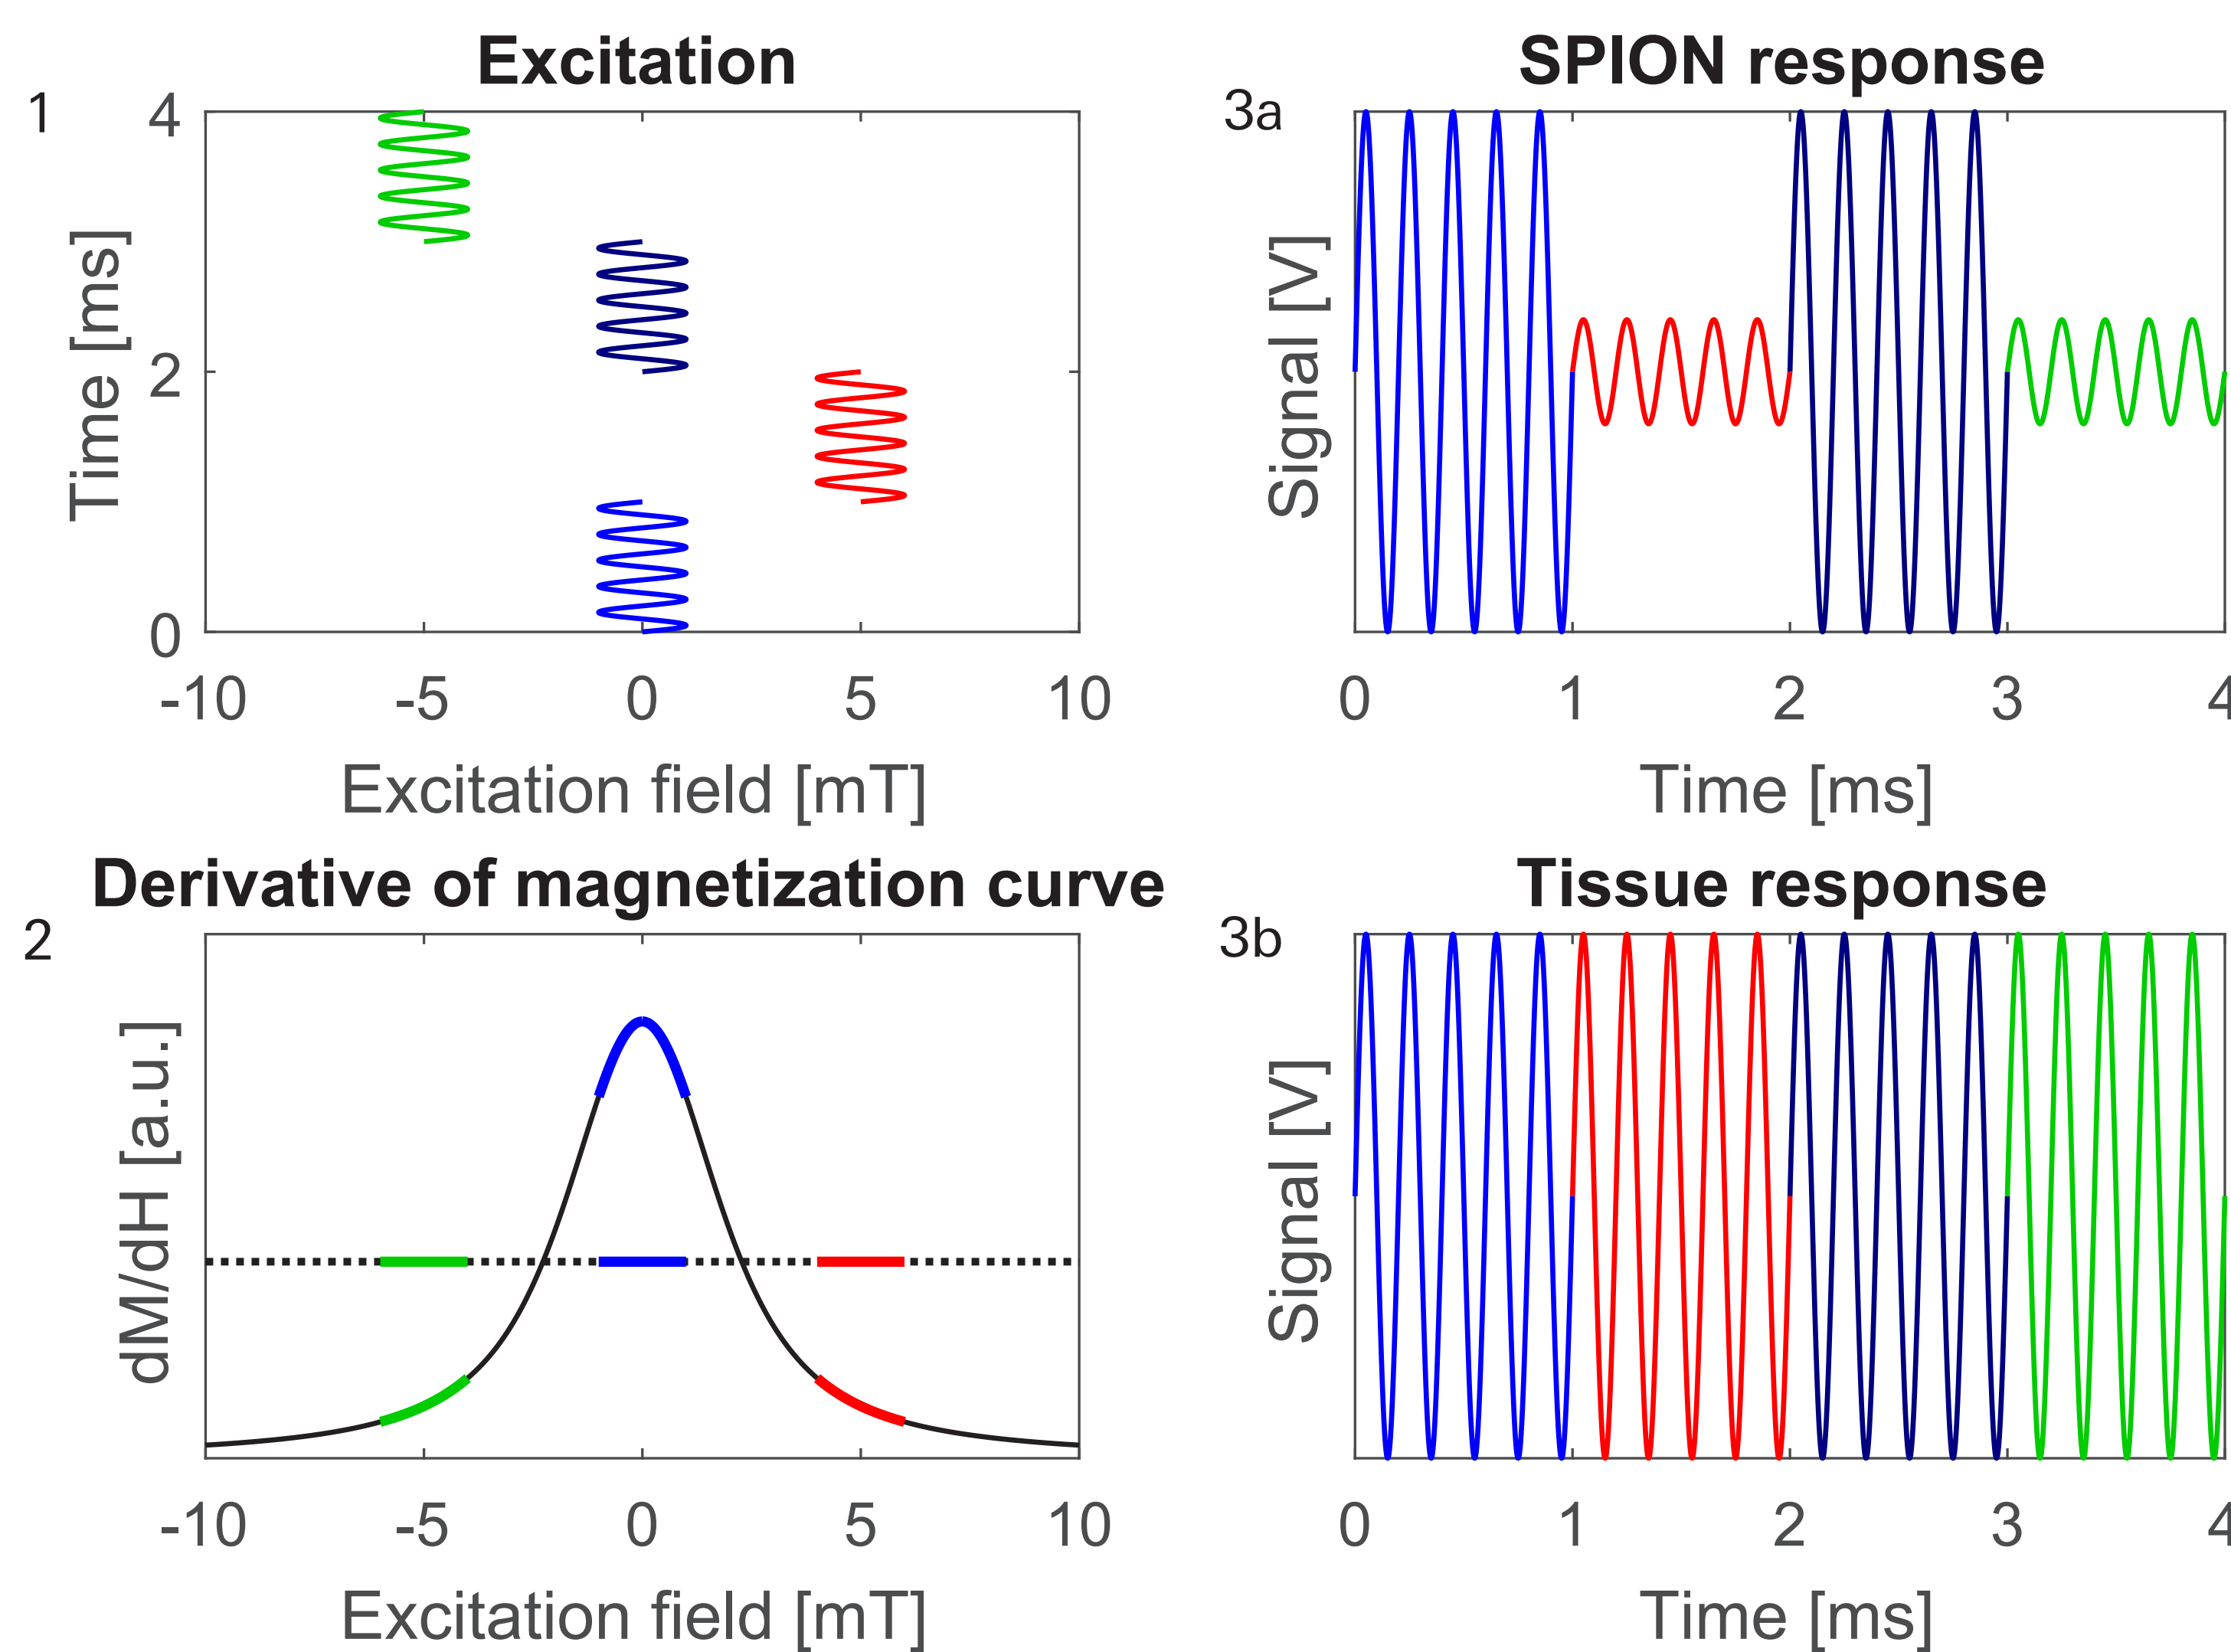 Excitation
1
4
2
0
Time [ms]
-10 -5 0 5 10
Excitation field [mT]
SPION response
3a
Signal [V]
0 1 2 3 4
Time [ms]
Derivative of magnetization curve
2
dM/dH [a.u.]
-10 -5 0 5 10
Excitation field [mT]
Tissue response
3b
Signal [V]
0 1 2 3 4
Time [ms]